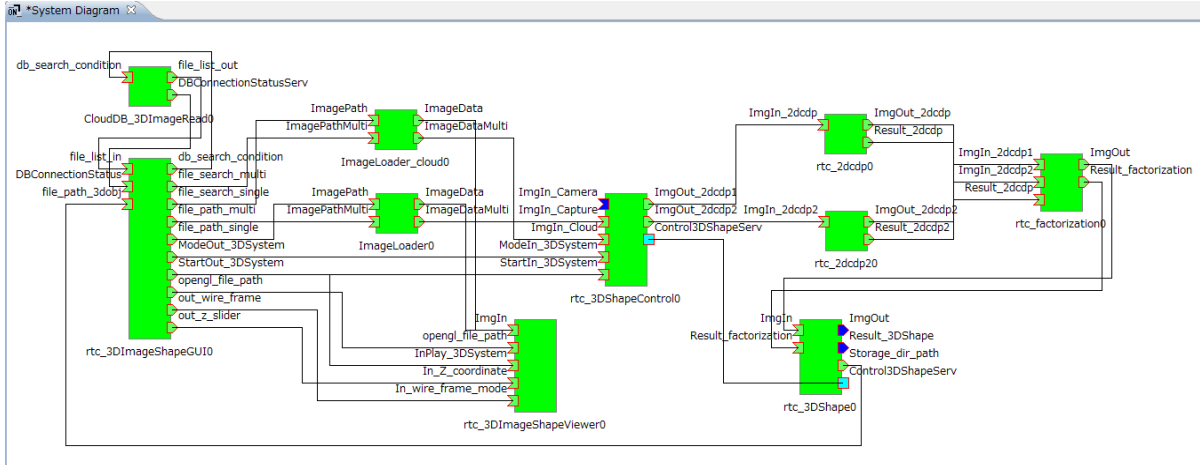 ON
*System Diagram
db_search_condition
file_list_out
DBConnectionStatusServ
CloudDB_3DImageRead0
file_list_in
DBConnectionStatus
file_path_3dobj
db_search_condition
file_search_multi
file_search_single
file_path_multi
file_path_single
ModeOut_3DSystem
StartOut_3DSystem
opengl_file_path
out_wire_frame
out_z_slider
rtc_3DImageShapeGUI0
ImagePath
ImagePathMulti
ImageData
ImageDataMulti
ImageLoader_cloud0
ImagePath
ImagePathMulti
ImageData
ImageDataMulti
ImageLoader0
ImgIn_Camera
ImgIn_Capture
ImgIn_Cloud
ModeIn_3DSystem
StartIn_3DSystem
ImgOut_2dcdp1
ImgOut_2dcdp2
Control3DShapeServ
rtc_3DShapeControl0
ImgIn
opengl_file_path
InPlay_3DSystem
In_Z_coordinate
In_wire_frame_mode
rtc_3DImageShapeViewer0
ImgIn_2dcdp
ImgOut_2dcdp
Result_2dcdp
rtc_2dcdp0
ImgIn_2dcdp2
ImgOut_2dcdp2
Result_2dcdp2
rtc_2dcdp20
ImgIn_2dcdp1
ImgIn_2dcdp2
Result_2dcdp
ImgOut
Result_factorization
rtc_factorization0
ImgIn
Result_factorization
ImgOut
Result_3DShape
Storage_dir_path
Control3DShapeServ
rtc_3DShape0